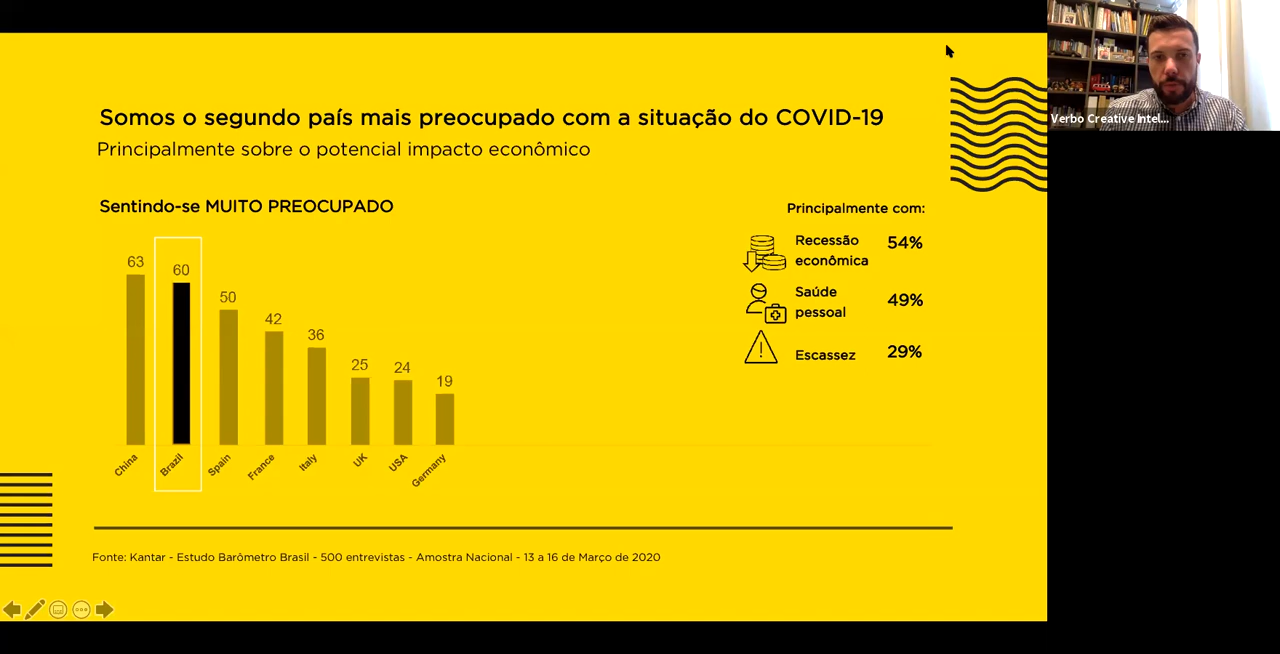 Somos o segundo país mais preocupado com a situação do COVID-19
Principalmente sobre o potencial impacto econômico
Sentindo-se MUITO PREOCUPADO
63
60
50
42
36
25
24
19
China
Brazil
Spain
France
Italy
UK
USA
Germany
Principalmente com:
Recessão
econômica
54%
Saúde
pessoal
49%
Escassez
29%
Fonte: Kantar - Estudo Barômetro Brasil - 500 entrevistas - Amostra Nacional - 13 a 16 de Março de 2020
Verbo Creative Intel...